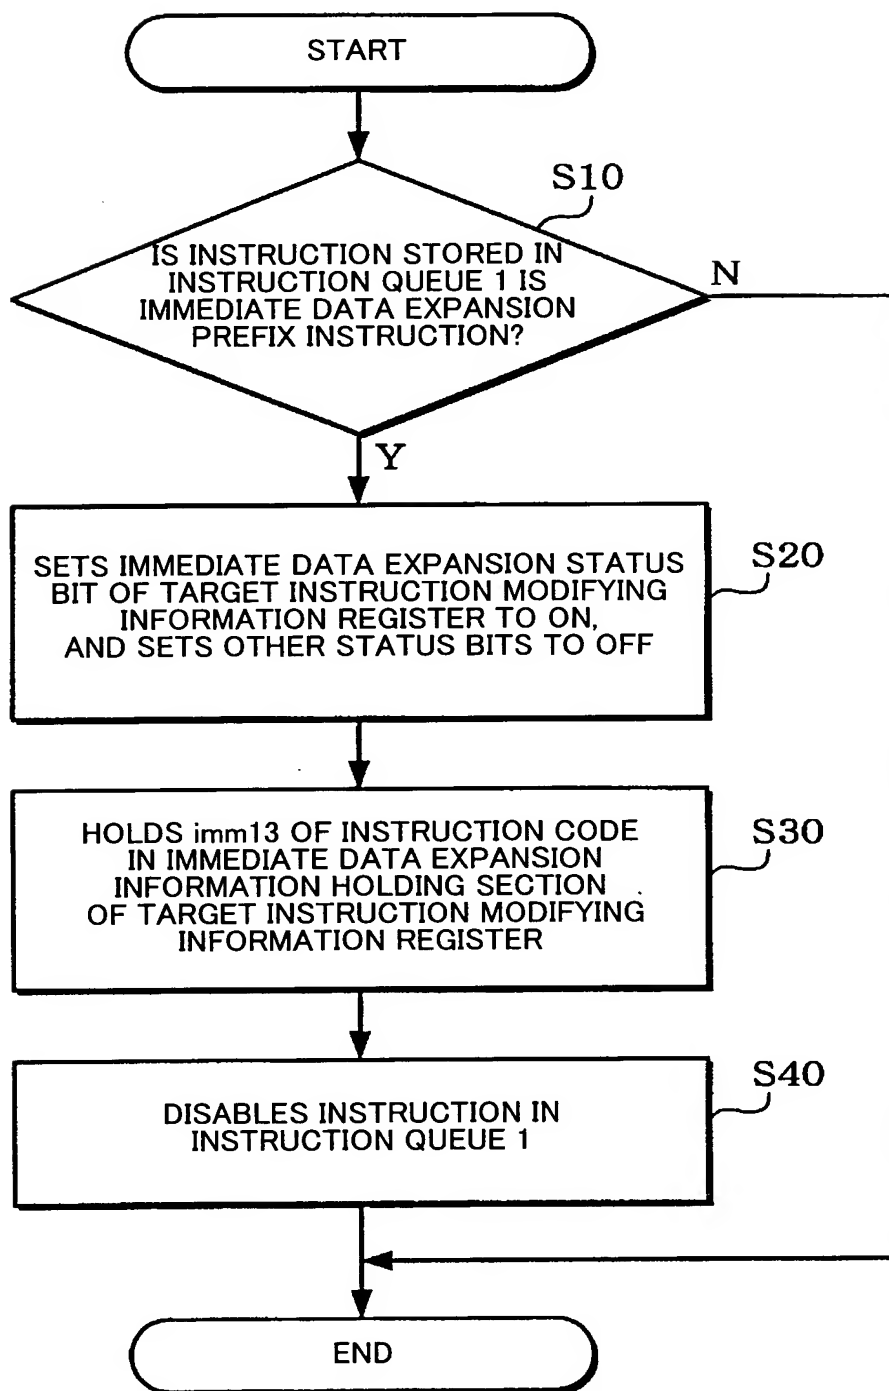 START
S10
IS INSTRUCTION STORED IN
INSTRUCTION QUEUE 1 IS
IMMEDIATE DATA EXPANSION
PREFIX INSTRUCTION?
N
Y
S20
SETS IMMEDIATE DATA EXPANSION STATUS
BIT OF TARGET INSTRUCTION MODIFYING
INFORMATION REGISTER TO ON,
AND SETS OTHER STATUS BITS TO OFF
S30
HOLDS imm13 OF INSTRUCTION CODE
IN IMMEDIATE DATA EXPANSION
INFORMATION HOLDING SECTION
OF TARGET INSTRUCTION MODIFYING
INFORMATION REGISTER
S40
DISABLES INSTRUCTION IN
INSTRUCTION QUEUE 1
END